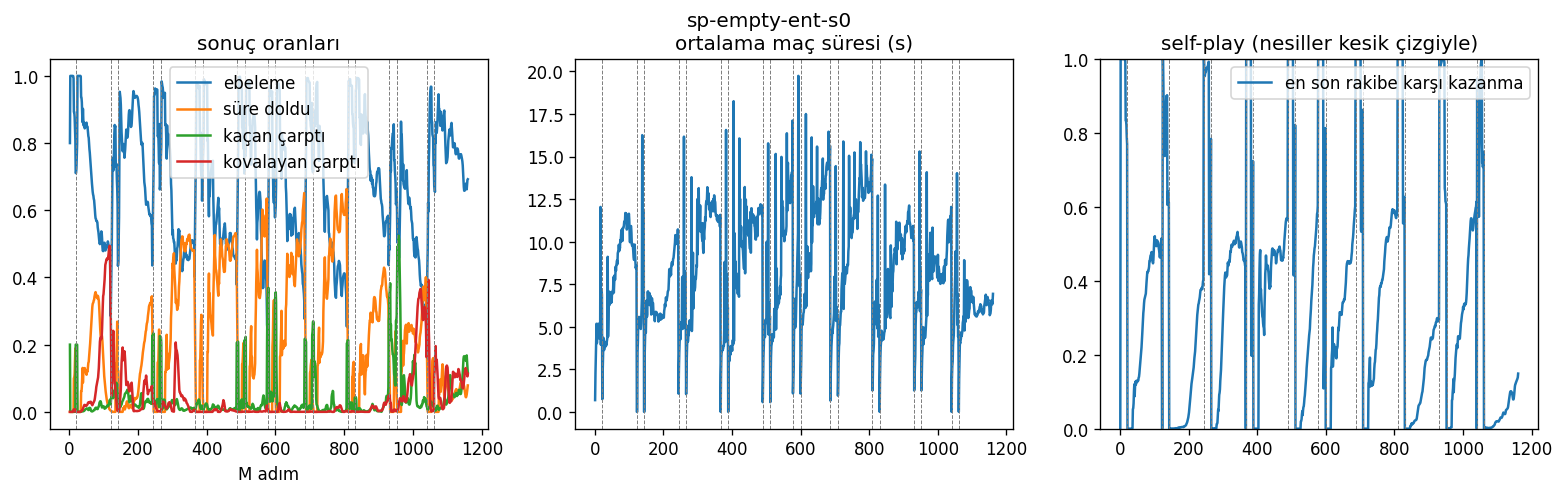 sp-empty-ent-s0
sonuç oranları
ortalama maç süresi (s)
self-play (nesiller kesik çizgiyle)
ebeleme
süre doldu
kaçan çarptı
kovalayan çarptı
en son rakibe karşı kazanma
1.0
0.8
0.6
0.4
0.2
0.0
0 200 400 600 800 1000 1200
M adım
20.0
17.5
15.0
12.5
10.0
7.5
5.0
2.5
0.0
0 200 400 600 800 1000 1200
1.0
0.8
0.6
0.4
0.2
0.0
0 200 400 600 800 1000 1200